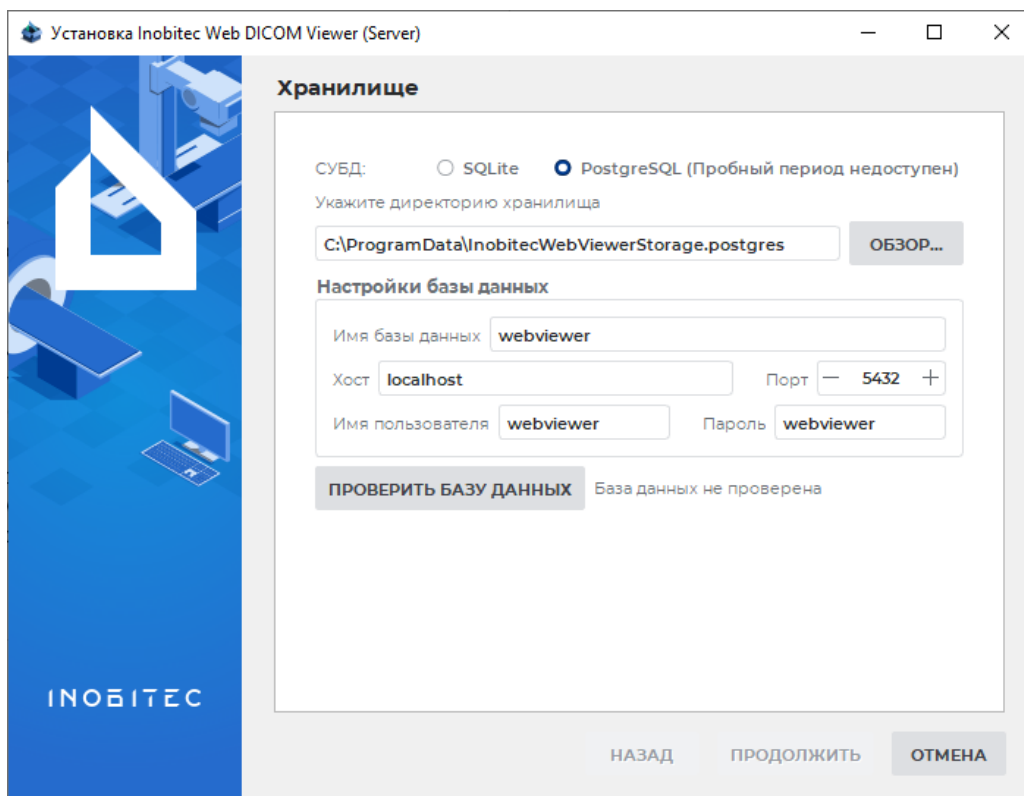 Установка Inobitec Web DICOM Viewer (Server)
Хранилище
СУБД: SQLite PostgreSQL (Пробный период недоступен)
Укажите директорию хранилища
C:\ProgramData\InobitecWebViewerStorage.postgres ОБЗОР...
Настройки базы данных
Имя базы данных webviewer
Хост localhost Порт 5432
Имя пользователя webviewer Пароль webviewer
ПРОВЕРИТЬ БАЗУ ДАННЫХ База данных не проверена
INOBITEC
НАЗАД ПРОДОЛЖИТЬ ОТМЕНА